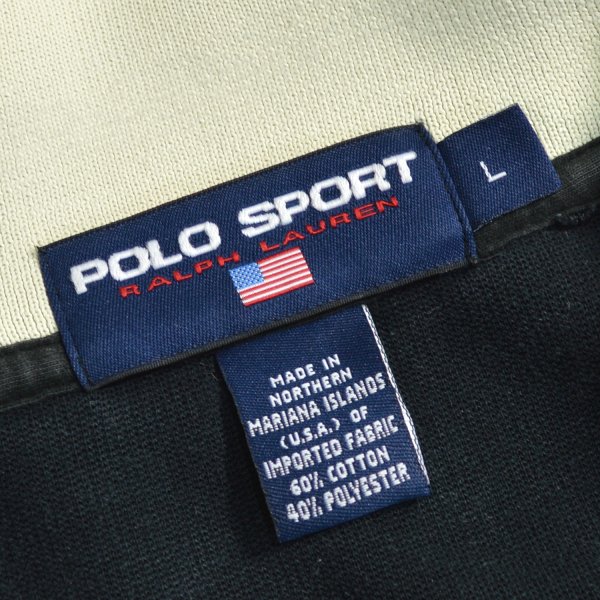 POLO SPORT
RALPH LAUREN
L
MADE IN
NORTHERN
MARIANA ISLANDS
(U.S.A.) OF
IMPORTED FABRIC
60% COTTON
40% POLYESTER